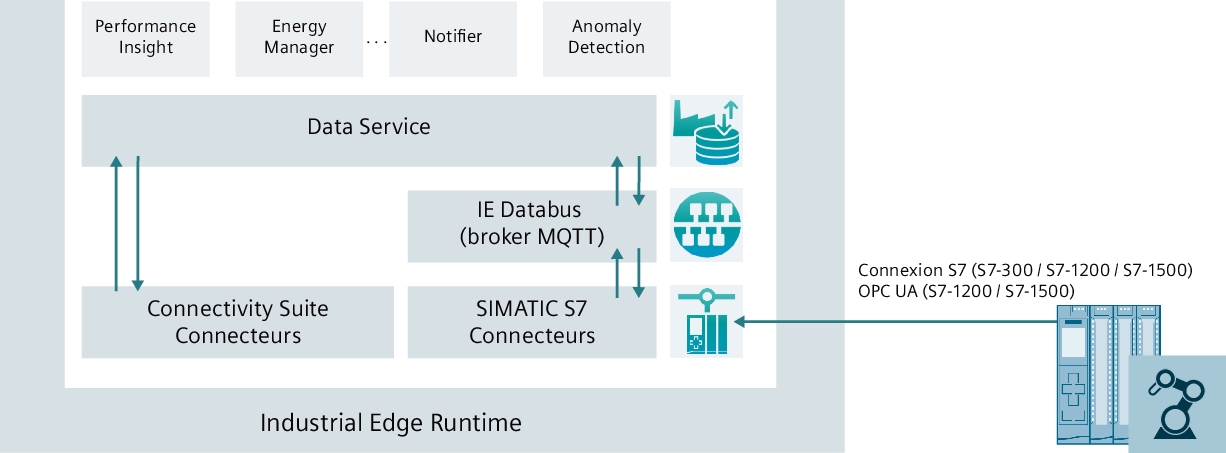 Performance
Insight
Energy
Manager
...
Notifier
Anomaly
Detection
Data Service
IE Databus
(broker MQTT)
Connexion S7 (S7-300 / S7-1200 / S7-1500)
OPC UA (S7-1200 / S7-1500)
Connectivity Suite
Connecteurs
SIMATIC S7
Connecteurs
Industrial Edge Runtime